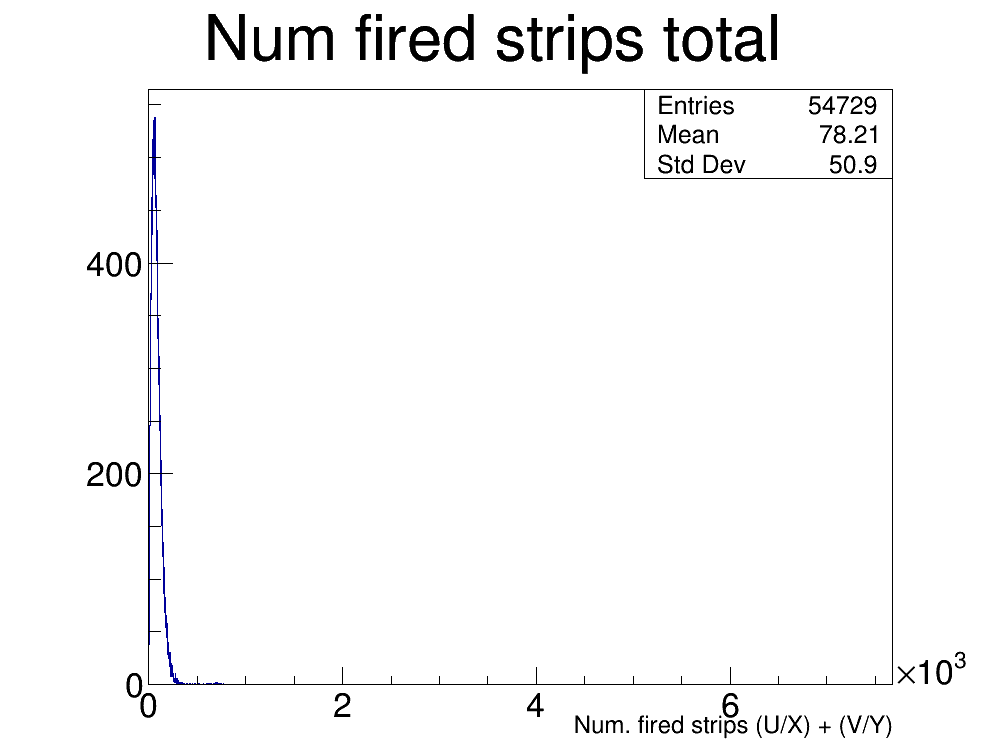 Num fired strips total
Entries 54729
Mean 78.21
Std Dev 50.9
400
200
0
0 2 4 6 ×10³
Num. fired strips (U/X) + (V/Y)